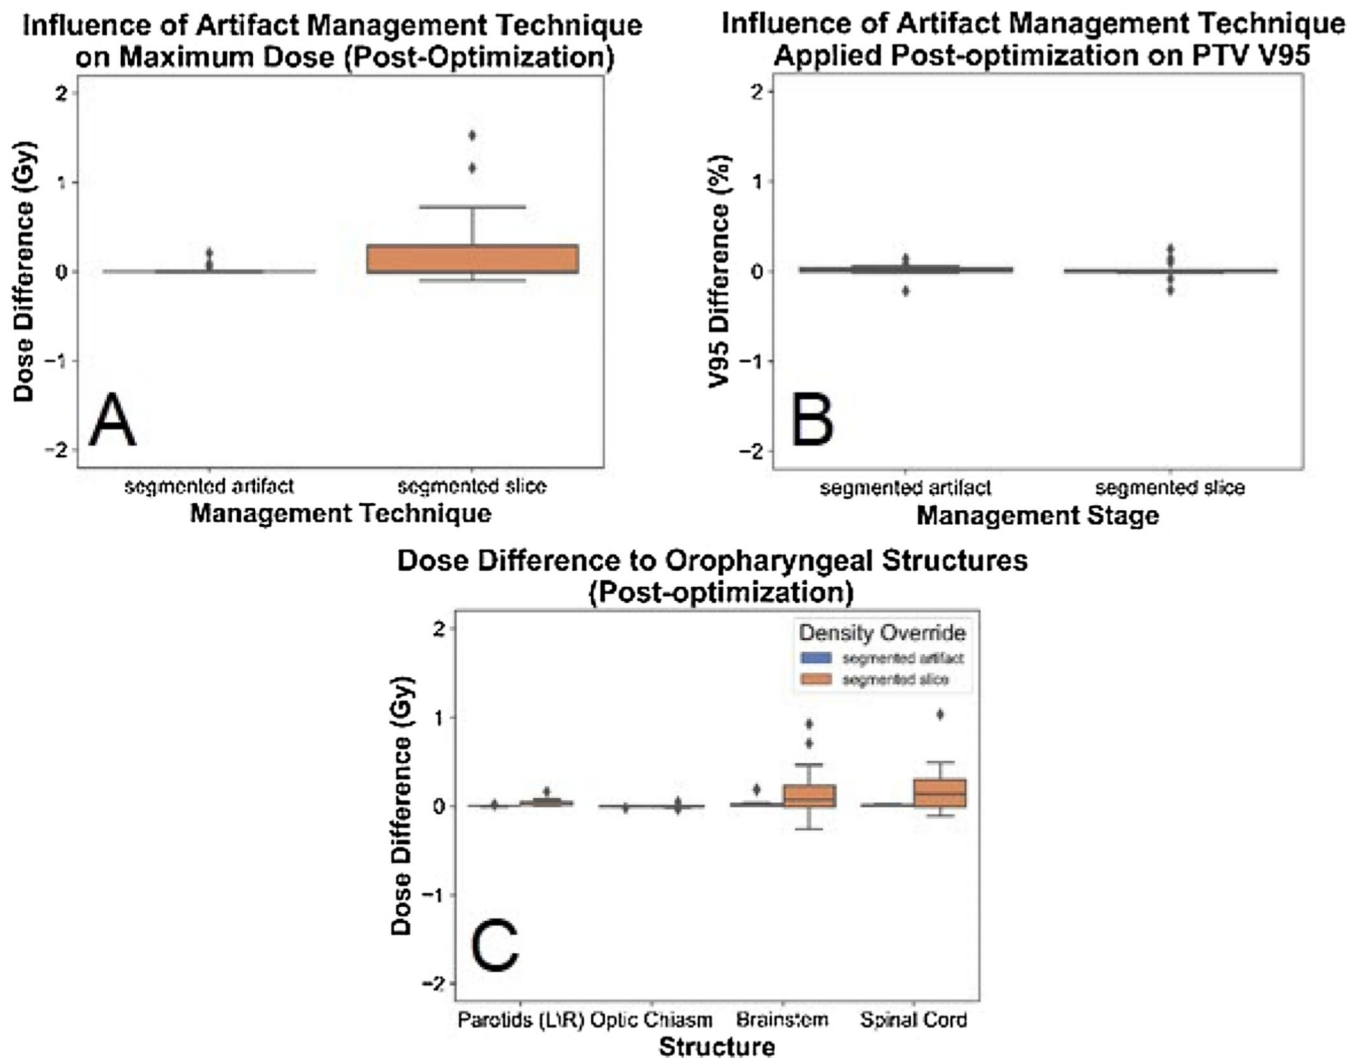 Influence of Artifact Management Technique
on Maximum Dose (Post-Optimization)
Dose Difference (Gy)
2
1
0
−1
−2
A
segmented artifact
segmented slice
Management Technique
Influence of Artifact Management Technique
Applied Post-optimization on PTV V95
V95 Difference (%)
2
1
0
−1
−2
B
segmented artifact
segmented slice
Management Stage
Dose Difference to Oropharyngeal Structures
(Post-optimization)
Dose Difference (Gy)
2
1
0
−1
−2
Density Override
segmented artifact
segmented slice
C
Parotids (L\R)
Optic Chiasm
Brainstem
Spinal Cord
Structure